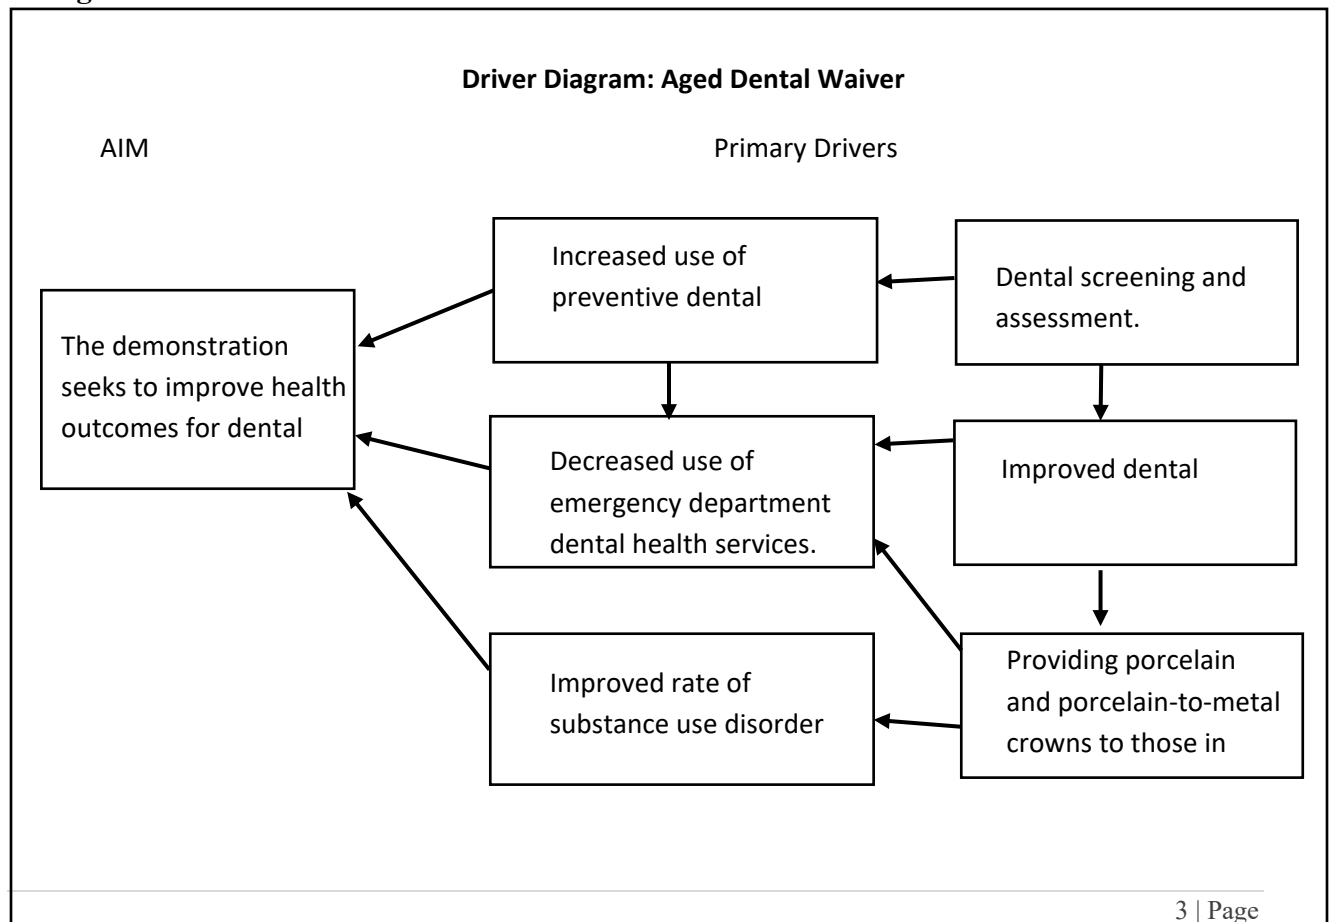 Driver Diagram: Aged Dental Waiver
AIM
Primary Drivers
The demonstration
seeks to improve health
outcomes for dental
Increased use of
preventive dental
Dental screening and
assessment.
Decreased use of
emergency department
dental health services.
Improved dental
Improved rate of
substance use disorder
Providing porcelain
and porcelain-to-metal
crowns to those in
3 | Page